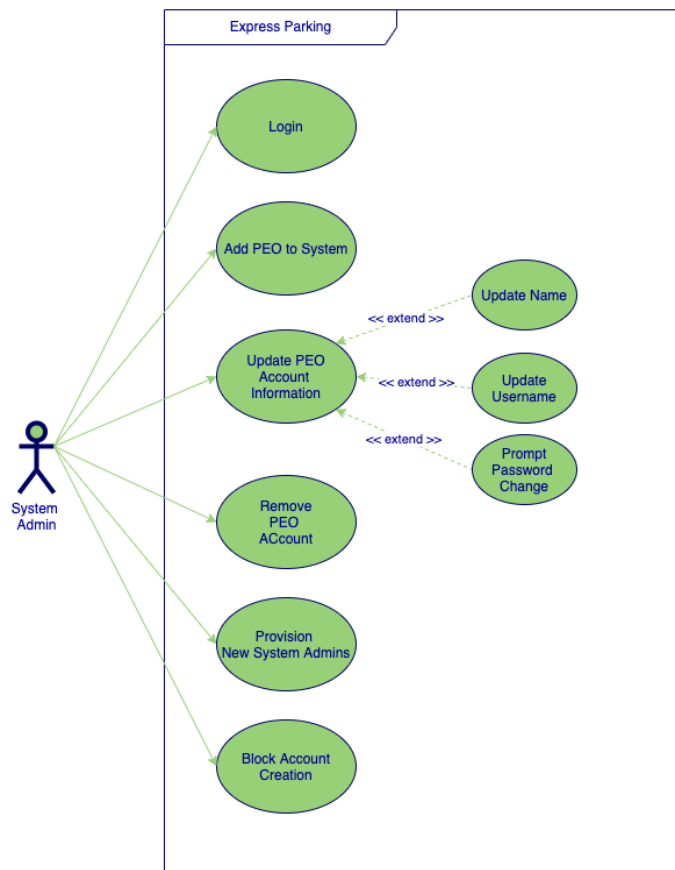 Express Parking
Login
Add PEO to System
Update Name
<< extend >>
Update PEO
Account
Information
<< extend >>
Update
Username
<< extend >>
Prompt
Password
Change
System
Admin
Remove
PEO
ACcount
Provision
New System Admins
Block Account
Creation